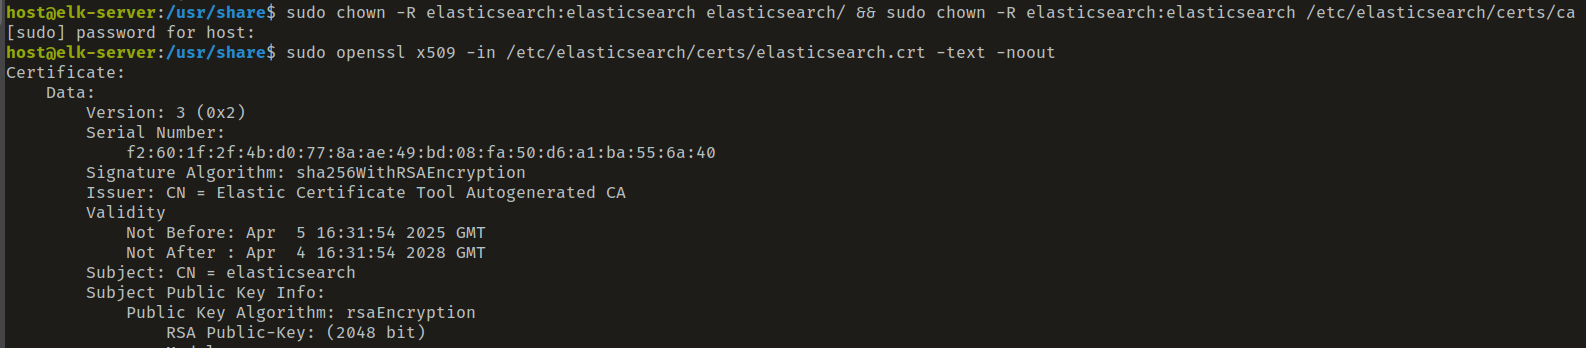 host@elk-server:/usr/share$ sudo chown -R elasticsearch:elasticsearch elasticsearch/ && sudo chown -R elasticsearch:elasticsearch /etc/elasticsearch/certs/ca
[sudo] password for host:
host@elk-server:/usr/share$ sudo openssl x509 -in /etc/elasticsearch/certs/elasticsearch.crt -text -noout
Certificate:
    Data:
        Version: 3 (0x2)
        Serial Number:
            f2:60:1f:2f:4b:d0:77:8a:ae:49:bd:08:fa:50:d6:a1:ba:55:6a:40
        Signature Algorithm: sha256WithRSAEncryption
        Issuer: CN = Elastic Certificate Tool Autogenerated CA
        Validity
            Not Before: Apr  5 16:31:54 2025 GMT
            Not After : Apr  4 16:31:54 2028 GMT
        Subject: CN = elasticsearch
        Subject Public Key Info:
            Public Key Algorithm: rsaEncryption
                RSA Public-Key: (2048 bit)